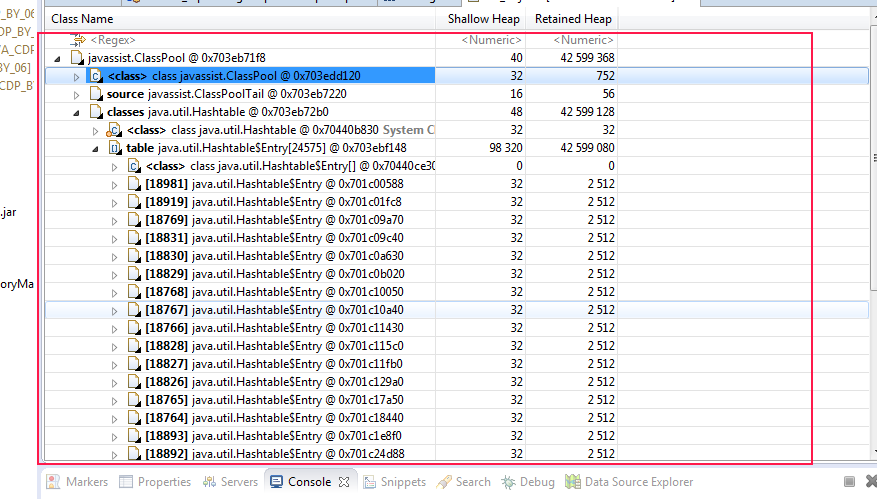 _BY_06
CDP_BY_
VA_CDP
BY_06]
CDP_BY
.jar
oryMa
Class Name Shallow Heap Retained Heap
<Regex> <Numeric> <Numeric>
javassist.ClassPool @ 0x703eb71f8 40 42 599 368
<class> class javassist.ClassPool @ 0x703edd120 32 752
source javassist.ClassPoolTail @ 0x703eb7220 16 56
classes java.util.Hashtable @ 0x703eb72b0 48 42 599 128
<class> class java.util.Hashtable @ 0x70440b830 System C 32 32
table java.util.Hashtable$Entry[24575] @ 0x703ebf148 98 320 42 599 080
<class> class java.util.Hashtable$Entry[] @ 0x70440ce30 0 0
[18981] java.util.Hashtable$Entry @ 0x701c00588 32 2 512
[18919] java.util.Hashtable$Entry @ 0x701c01fc8 32 2 512
[18769] java.util.Hashtable$Entry @ 0x701c09a70 32 2 512
[18831] java.util.Hashtable$Entry @ 0x701c09c40 32 2 512
[18830] java.util.Hashtable$Entry @ 0x701c0a630 32 2 512
[18829] java.util.Hashtable$Entry @ 0x701c0b020 32 2 512
[18768] java.util.Hashtable$Entry @ 0x701c10050 32 2 512
[18767] java.util.Hashtable$Entry @ 0x701c10a40 32 2 512
[18766] java.util.Hashtable$Entry @ 0x701c11430 32 2 512
[18828] java.util.Hashtable$Entry @ 0x701c115c0 32 2 512
[18827] java.util.Hashtable$Entry @ 0x701c11fb0 32 2 512
[18826] java.util.Hashtable$Entry @ 0x701c129a0 32 2 512
[18765] java.util.Hashtable$Entry @ 0x701c17a50 32 2 512
[18764] java.util.Hashtable$Entry @ 0x701c18440 32 2 512
[18893] java.util.Hashtable$Entry @ 0x701c1e8f0 32 2 512
[18892] java.util.Hashtable$Entry @ 0x701c24d88 32 2 512
Markers Properties Servers Console Snippets Search Debug Data Source Explorer